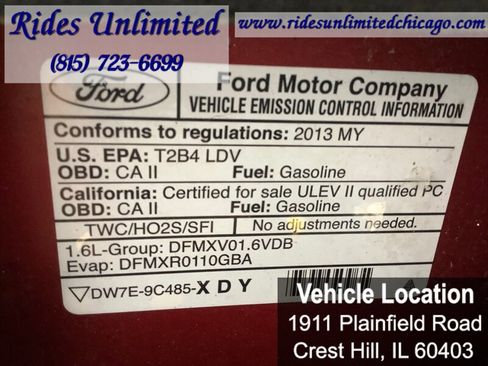 Rides Unlimited
(815) 723-6699
www.ridesunlimitedchicago.com
Ford
Ford Motor Company
VEHICLE EMISSION CONTROL INFORMATION
Conforms to regulations: 2013 MY
U.S. EPA: T2B4 LDV
OBD: CA II Fuel: Gasoline
California: Certified for sale ULEV II qualified PC
OBD: CA II Fuel: Gasoline
TWC/HO2S/SFI No adjustments needed.
1.6L-Group: DFMXV01.6VDB
Evap: DFMXR0110GBA
DW7E-9C485-XDY
Vehicle Location
1911 Plainfield Road
Crest Hill, IL 60403